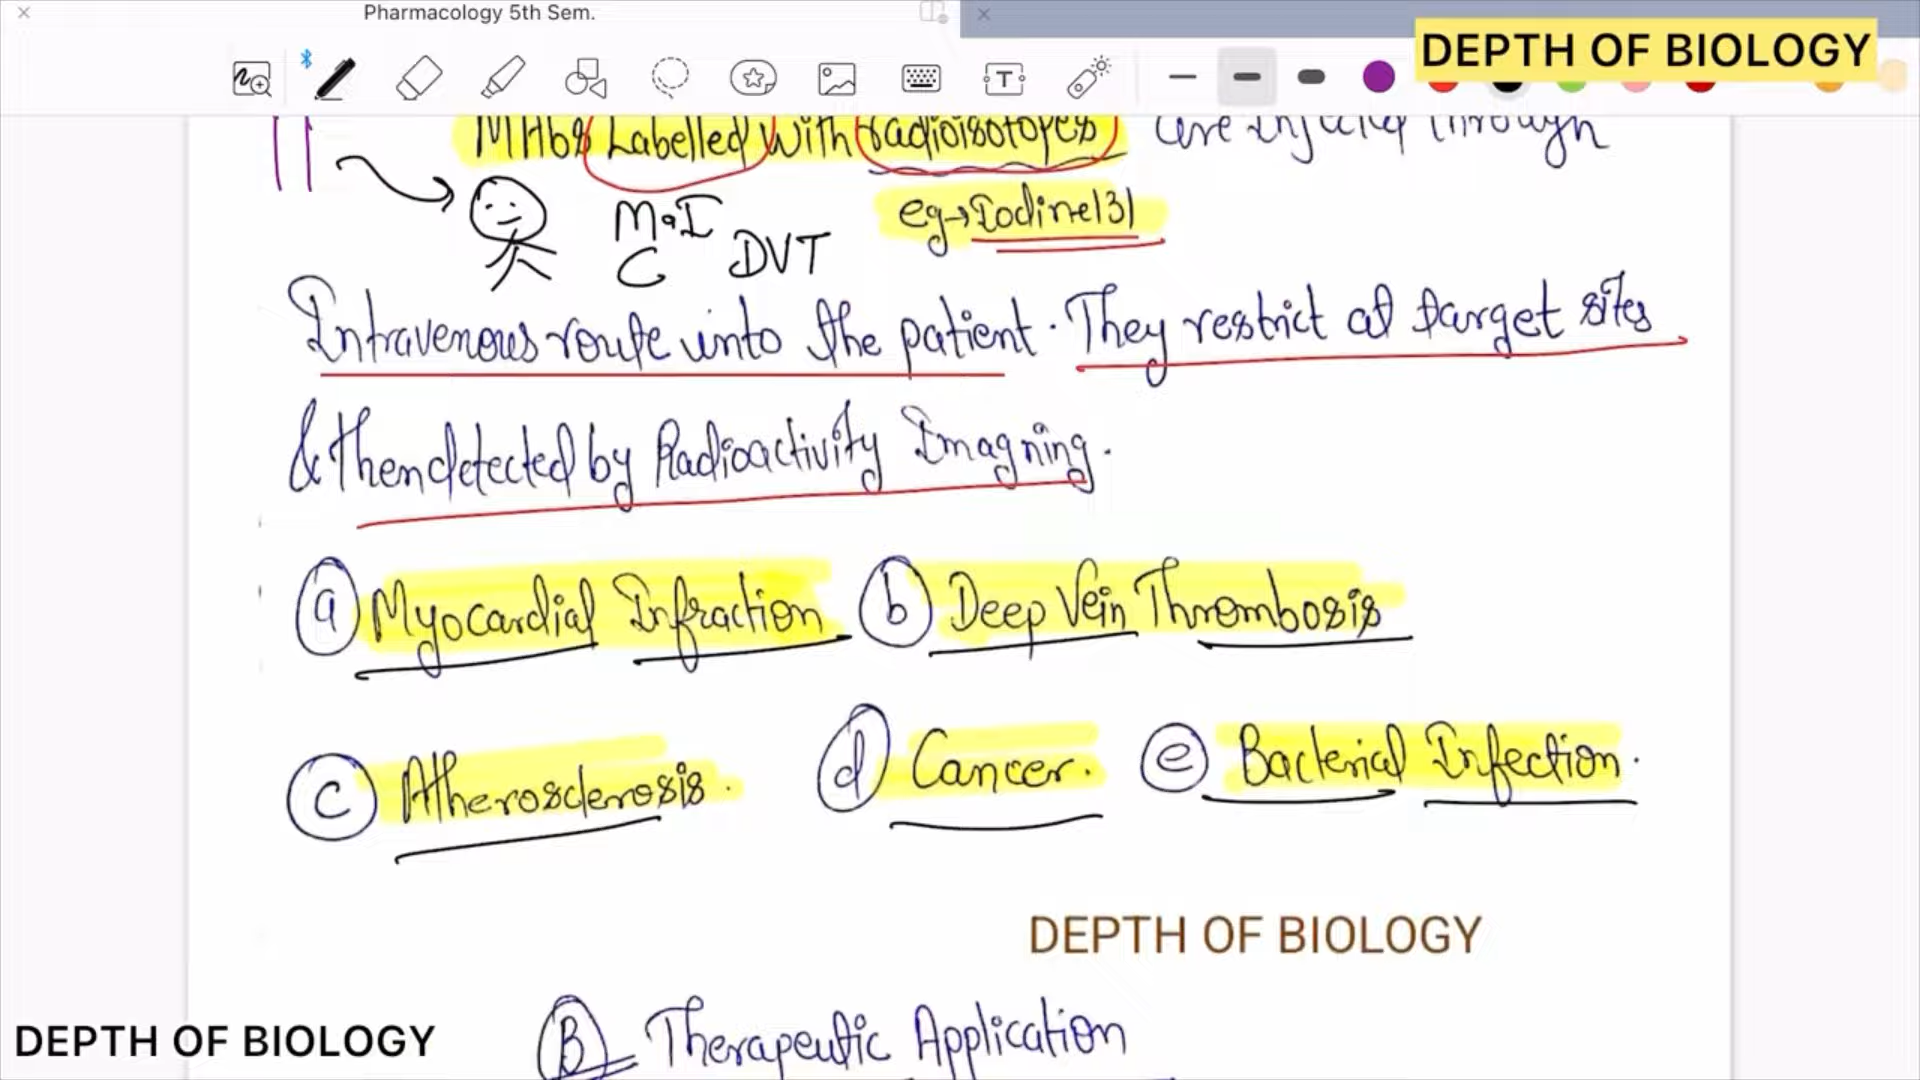 Pharmacology 5th Sem.
DEPTH OF BIOLOGY
MAbs Labelled with radioisotopes are injected through
M.I
C
DVT
eg→Iodine131
Intravenous route into the patient. They restrict at target sites
& then detected by Radioactivity Imagning.
a Myocardial Infraction b Deep Vein Thrombosis
c Atherosclerosis. d Cancer. e Bacterial Infection.
DEPTH OF BIOLOGY
DEPTH OF BIOLOGY
B Therapeutic Application